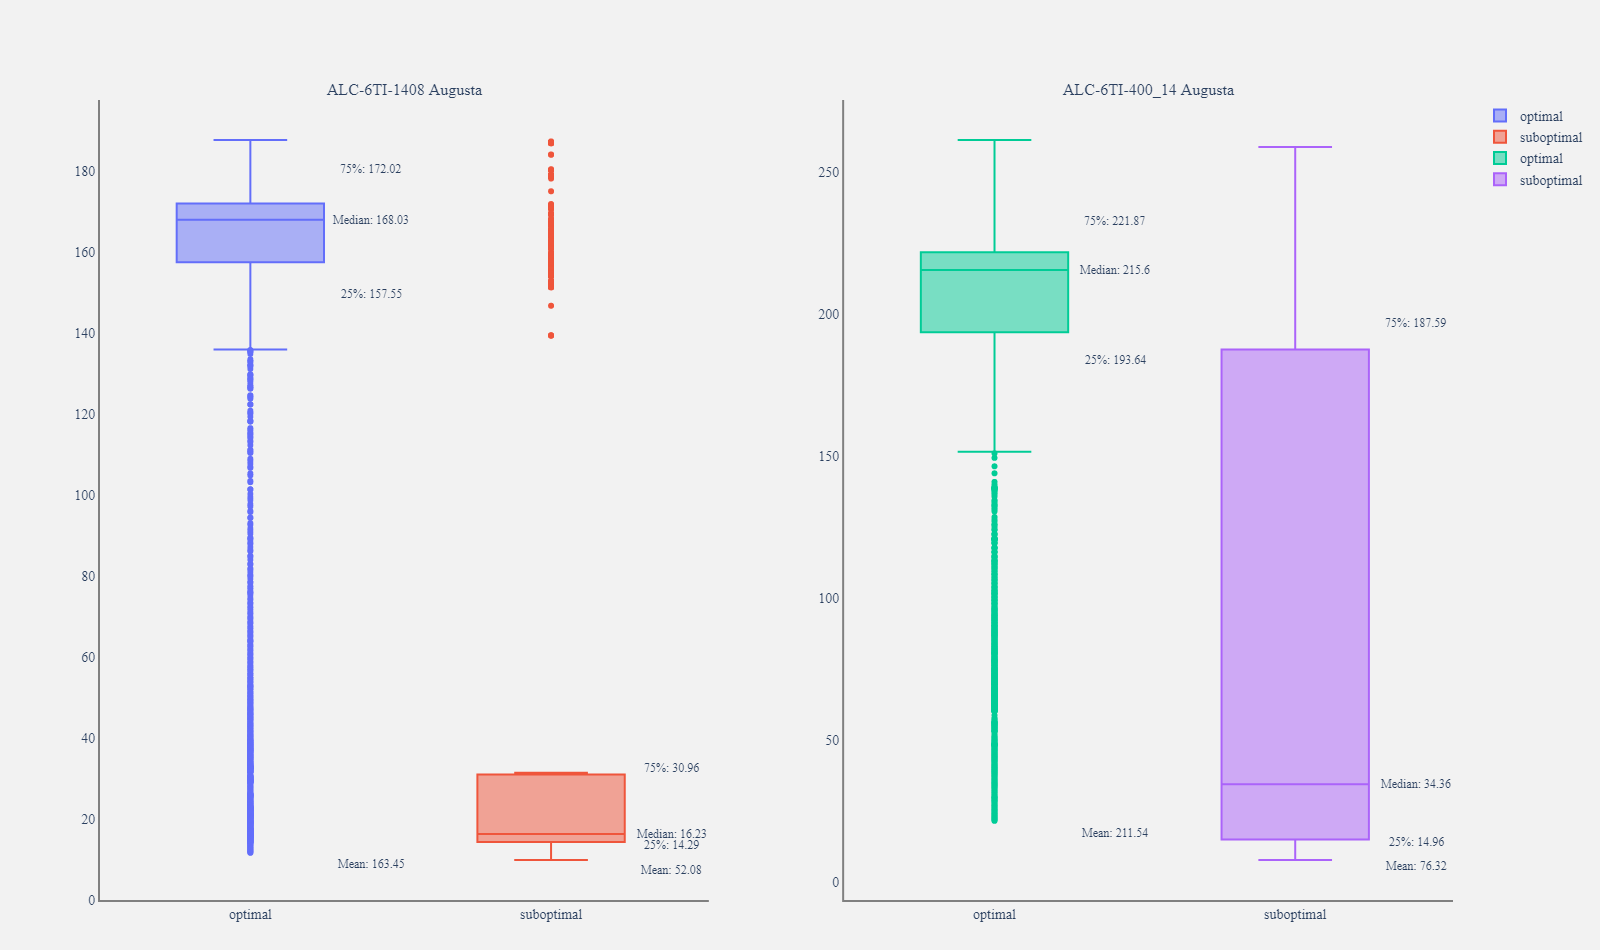 ALC-6TI-1408 Augusta
180
160
140
120
100
80
60
40
20
0
75%: 172.02
Median: 168.03
25%: 157.55
Mean: 163.45
75%: 30.96
Median: 16.23
25%: 14.29
Mean: 52.08
optimal
suboptimal
ALC-6TI-400_14 Augusta
250
200
150
100
50
0
75%: 221.87
Median: 215.6
25%: 193.64
Mean: 211.54
75%: 187.59
Median: 34.36
25%: 14.96
Mean: 76.32
optimal
suboptimal
optimal
suboptimal
optimal
suboptimal